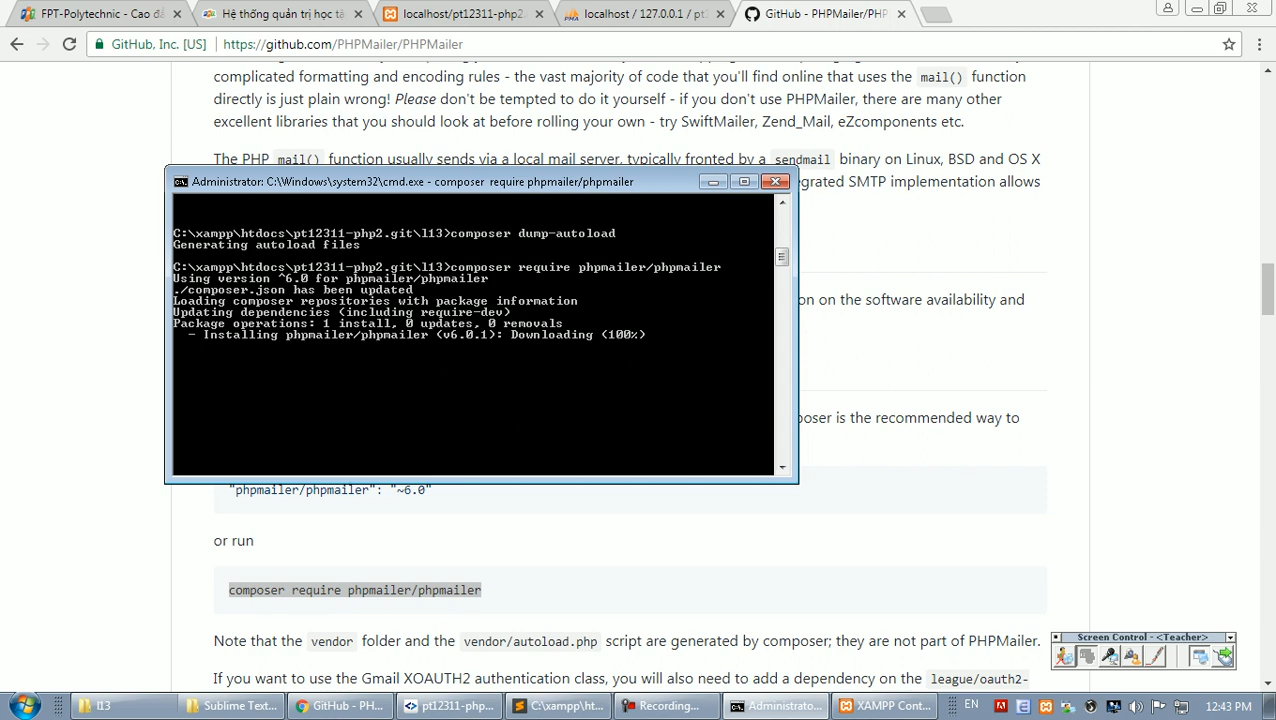 FPT-Polytechnic - Cao đ
Hệ thống quản trị học tậ
localhost/pt12311-php2
localhost / 127.0.0.1 / pt
GitHub - PHPMailer/PHP
GitHub, Inc. [US]
https://github.com/PHPMailer/PHPMailer
complicated formatting and encoding rules - the vast majority of code that you'll find online that uses the mail() function
directly is just plain wrong! Please don't be tempted to do it yourself - if you don't use PHPMailer, there are many other
excellent libraries that you should look at before rolling your own - try SwiftMailer, Zend_Mail, eZcomponents etc.
The PHP mail() function usually sends via a local mail server, typically fronted by a sendmail binary on Linux, BSD and OS X
egrated SMTP implementation allows
Administrator: C:\Windows\system32\cmd.exe - composer require phpmailer/phpmailer
C:\xampp\htdocs\pt12311-php2.git\l13>composer dump-autoload
Generating autoload files
C:\xampp\htdocs\pt12311-php2.git\l13>composer require phpmailer/phpmailer
Using version ^6.0 for phpmailer/phpmailer
./composer.json has been updated
Loading composer repositories with package information
Updating dependencies (including require-dev)
Package operations: 1 install, 0 updates, 0 removals
- Installing phpmailer/phpmailer (v6.0.1): Downloading (100%)
on on the software availability and
poser is the recommended way to
"phpmailer/phpmailer": "~6.0"
or run
composer require phpmailer/phpmailer
Note that the vendor folder and the vendor/autoload.php script are generated by composer; they are not part of PHPMailer.
Screen Control - <Teacher>
If you want to use the Gmail XOAUTH2 authentication class, you will also need to add a dependency on the league/oauth2-
l13
Sublime Text...
GitHub - PH...
pt12311-php...
C:\xampp\ht...
Recording...
Administrato...
XAMPP Cont...
EN
12:43 PM